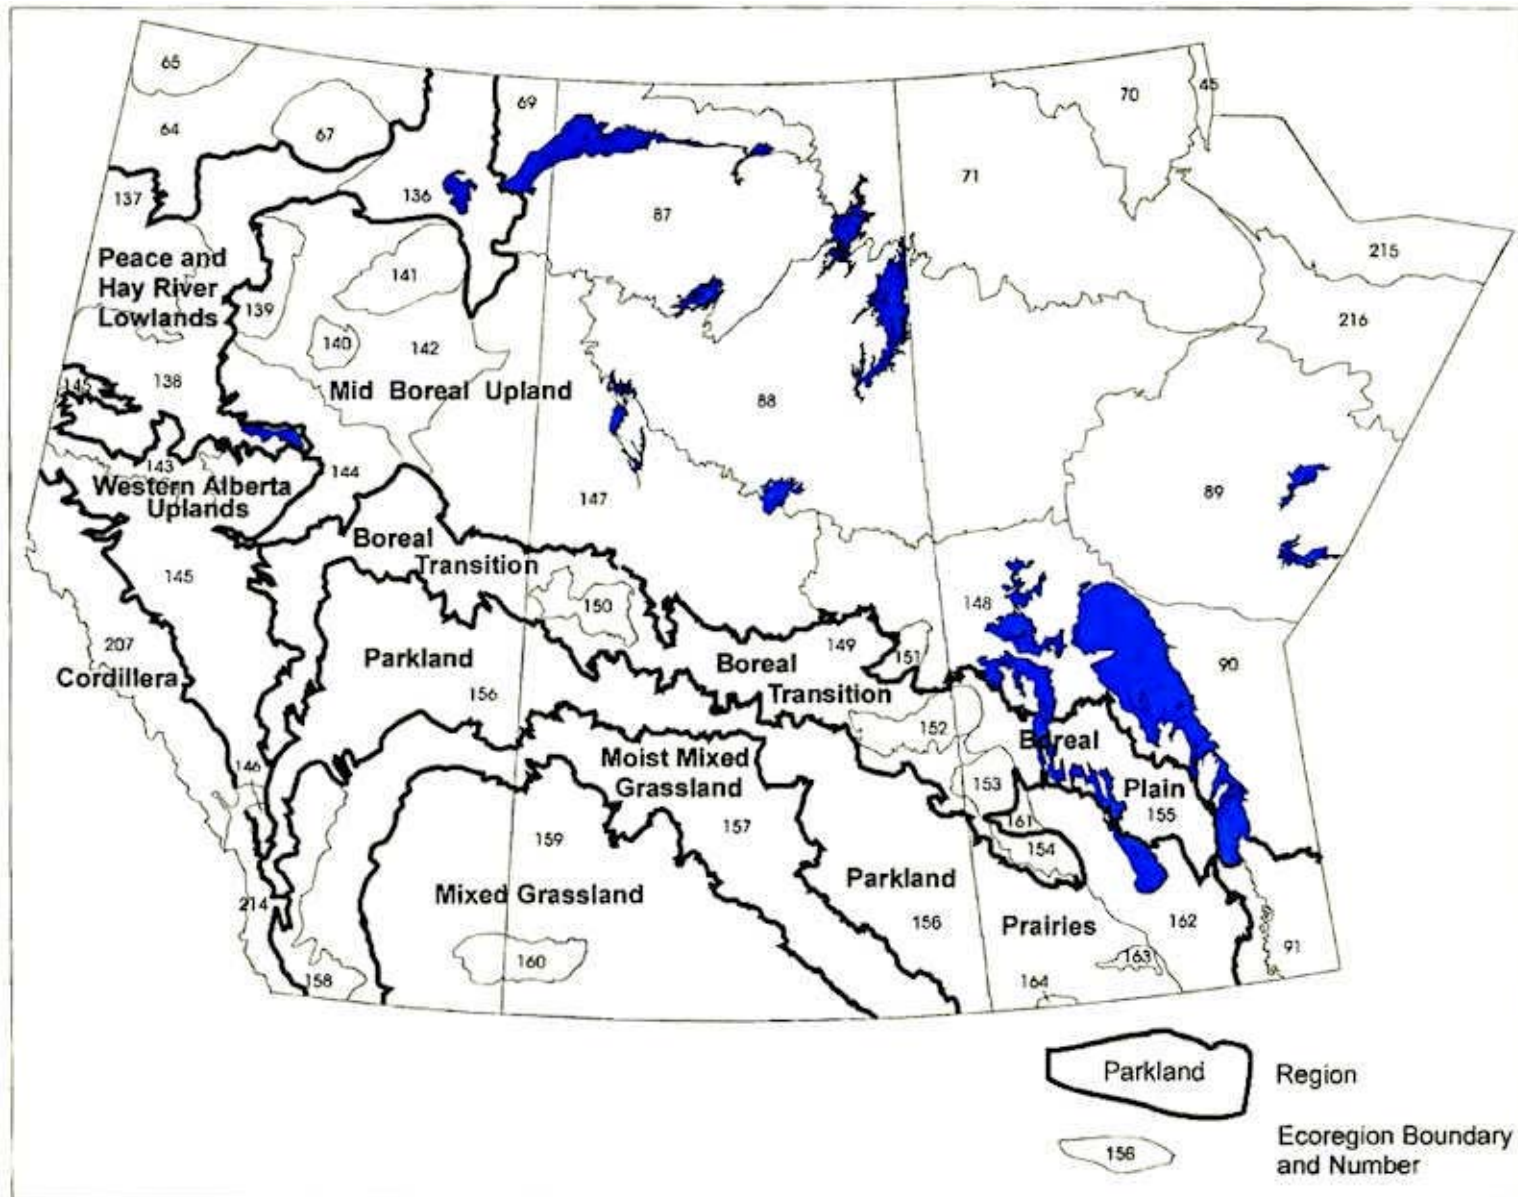 65
69
70
45
64
67
71
137
136
87
Peace and
Hay River
Lowlands
141
215
139
216
140
142
145
138
Mid Boreal Upland
88
143
144
Western Alberta
Uplands
147
89
Boreal
Transition
145
150
148
207
Cordillera
Parkland
156
Boreal
Transition
149
151
90
152
146
Moist Mixed
Grassland
Boreal
Plain
155
153
161
154
159
157
Mixed Grassland
Parkland
156
214
Prairies
162
160
158
163
164
91
Parkland
Region
156
Ecoregion Boundary
and Number